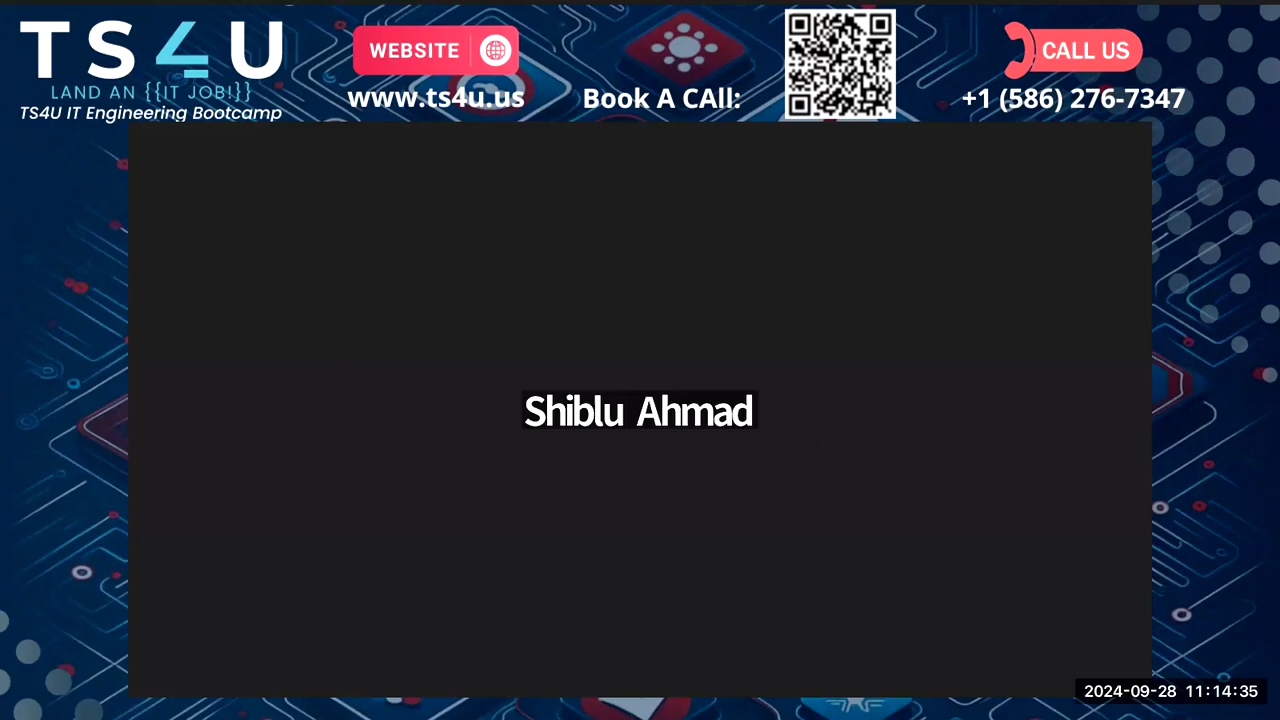 TS4U
LAND AN {{IT JOB!}}
TS4U IT Engineering Bootcamp
WEBSITE
www.ts4u.us
Book A CAll:
CALL US
+1 (586) 276-7347
Shiblu Ahmad
2024-09-28 11:14:35